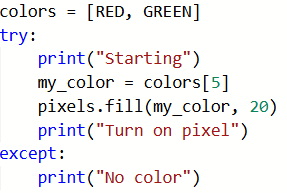 colors = [RED, GREEN]
try:
    print("Starting")
    my_color = colors[5]
    pixels.fill(my_color, 20)
    print("Turn on pixel")
except:
    print("No color")